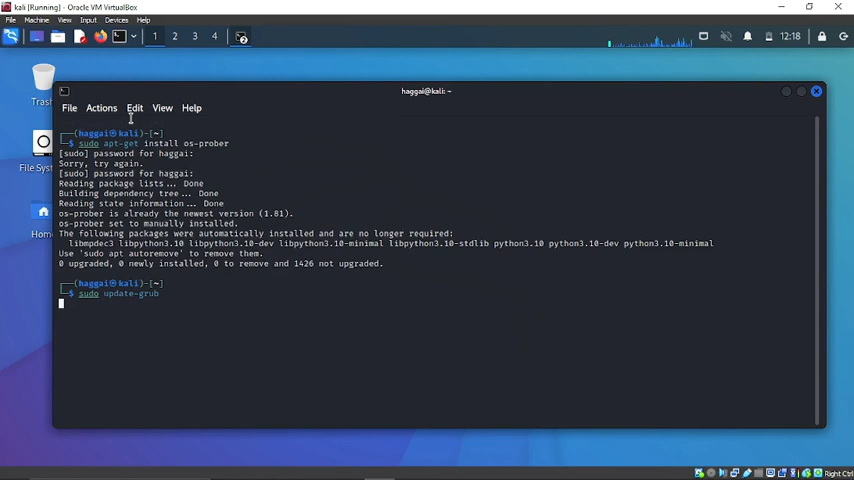 kali [Running] - Oracle VM VirtualBox
File Machine View Input Devices Help
1 2 3 4 2 12:18
haggai@kali: ~
File Actions Edit View Help
Trash
┌──(haggai㉿kali)-[~]
└─$ sudo apt-get install os-prober
[sudo] password for haggai:
Sorry, try again.
File Sys
[sudo] password for haggai:
Reading package lists... Done
Building dependency tree... Done
Reading state information... Done
os-prober is already the newest version (1.81).
os-prober set to manually installed.
Home
The following packages were automatically installed and are no longer required:
libmpdec3 libpython3.10 libpython3.10-dev libpython3.10-minimal libpython3.10-stdlib python3.10 python3.10-dev python3.10-minimal
Use 'sudo apt autoremove' to remove them.
0 upgraded, 0 newly installed, 0 to remove and 1426 not upgraded.
┌──(haggai㉿kali)-[~]
└─$ sudo update-grub
Right Ctrl